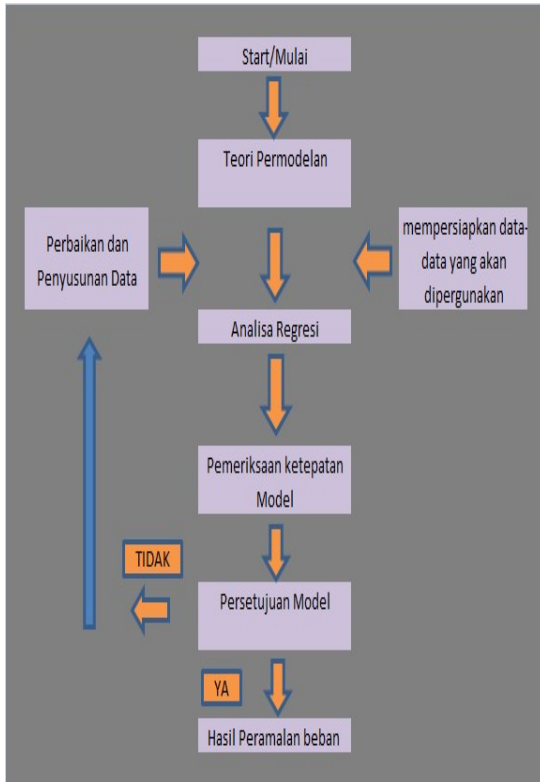 Start/Mulai
Teori Permodelan
Perbaikan dan
Penyusunan Data
mempersiapkan data-
data yang akan
dipergunakan
Analisa Regresi
Pemeriksaan ketepatan
Model
TIDAK
Persetujuan Model
YA
Hasil Peramalan beban